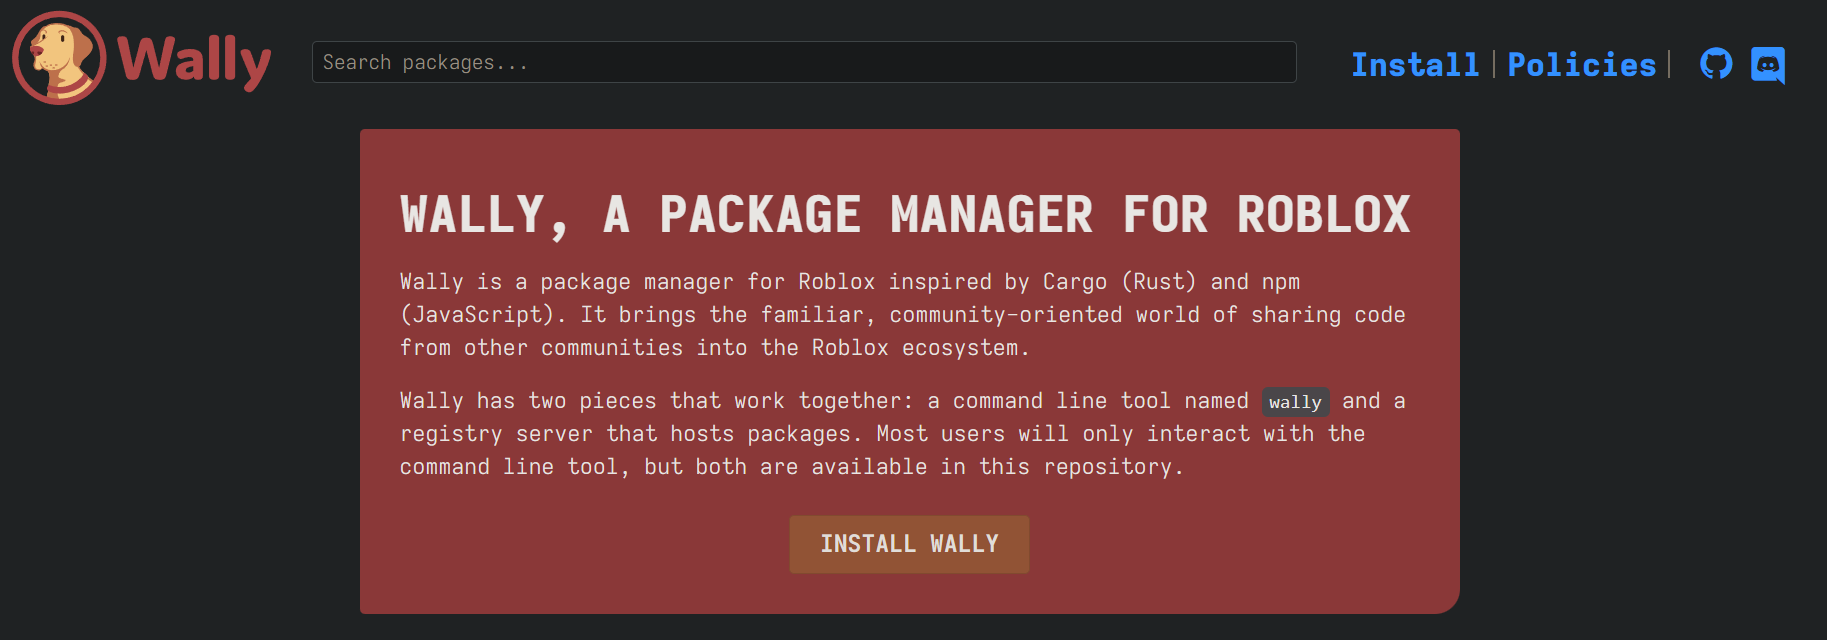 Wally
Search packages...
Install
Policies
WALLY, A PACKAGE MANAGER FOR ROBLOX
Wally is a package manager for Roblox inspired by Cargo (Rust) and npm
(JavaScript). It brings the familiar, community-oriented world of sharing code
from other communities into the Roblox ecosystem.
Wally has two pieces that work together: a command line tool named wally and a
registry server that hosts packages. Most users will only interact with the
command line tool, but both are available in this repository.
INSTALL WALLY